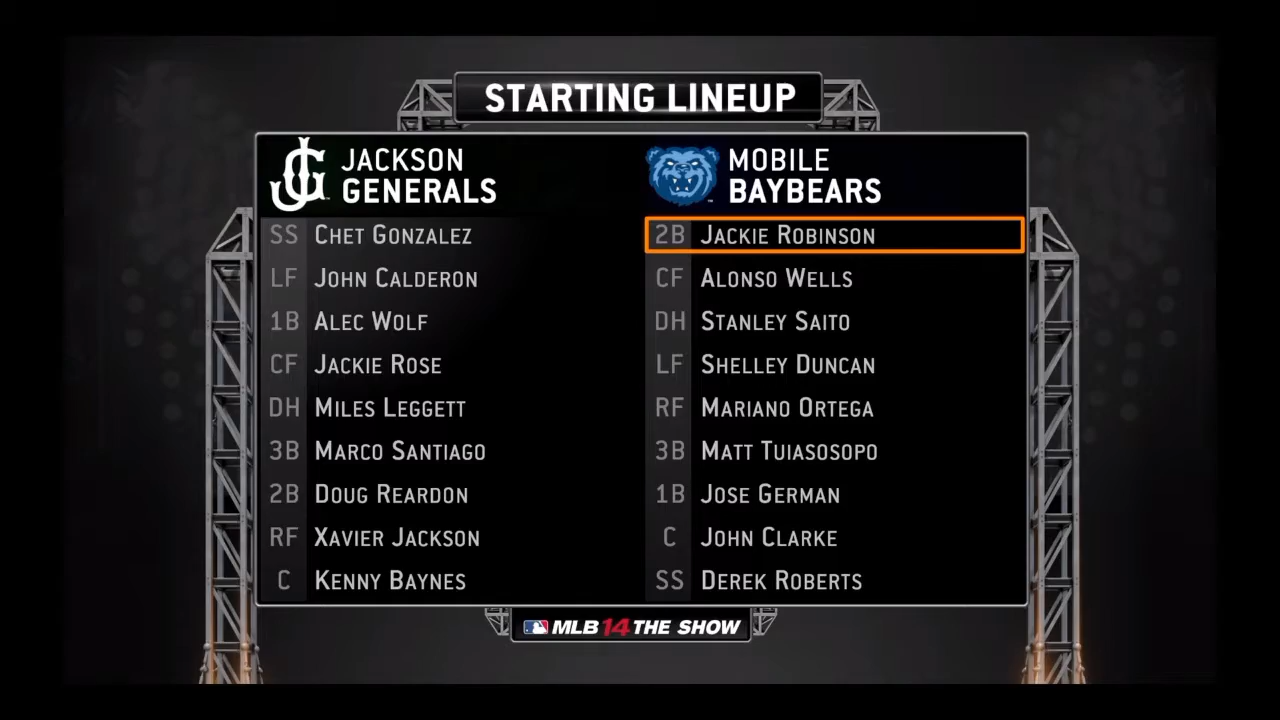 STARTING LINEUP
JACKSON
GENERALS
SS CHET GONZALEZ
LF JOHN CALDERON
1B ALEC WOLF
CF JACKIE ROSE
DH MILES LEGGETT
3B MARCO SANTIAGO
2B DOUG REARDON
RF XAVIER JACKSON
C KENNY BAYNES
MOBILE
BAYBEARS
2B JACKIE ROBINSON
CF ALONSO WELLS
DH STANLEY SAITO
LF SHELLEY DUNCAN
RF MARIANO ORTEGA
3B MATT TUIASOSOPO
1B JOSE GERMAN
C JOHN CLARKE
SS DEREK ROBERTS
MLB 14 THE SHOW